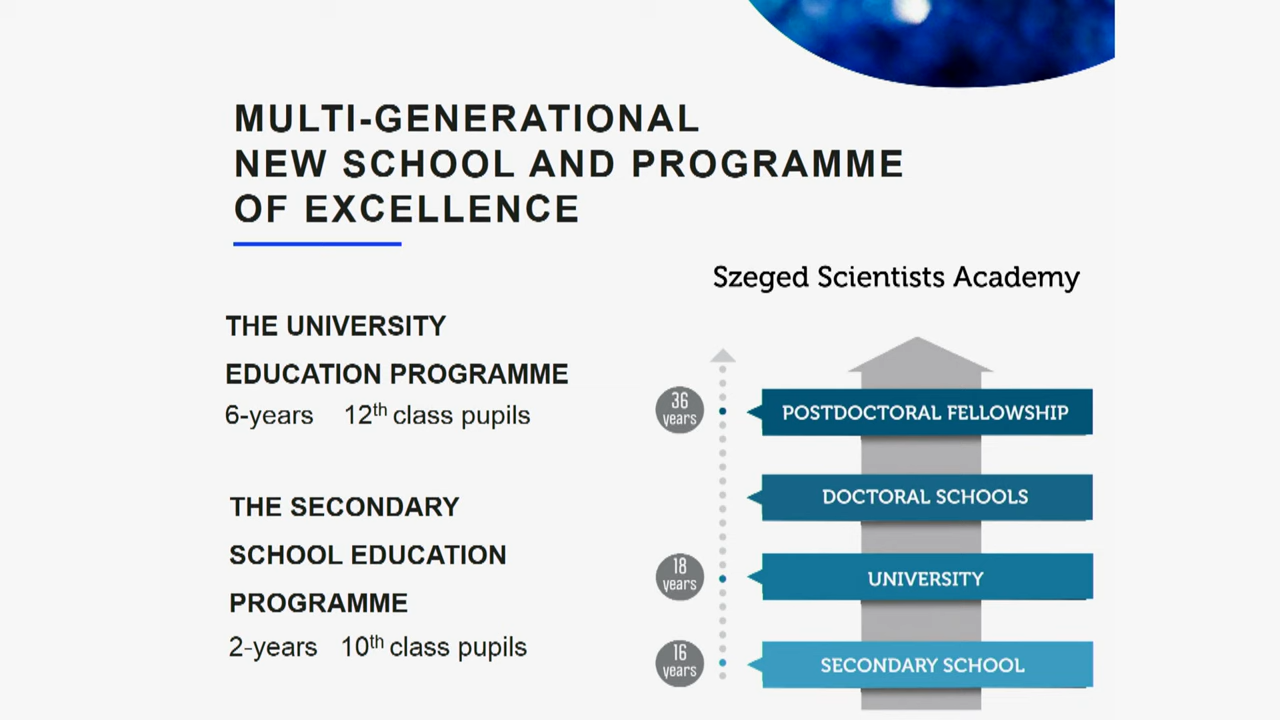 MULTI-GENERATIONAL
NEW SCHOOL AND PROGRAMME
OF EXCELLENCE
THE UNIVERSITY
EDUCATION PROGRAMME
6-years 12th class pupils
THE SECONDARY
SCHOOL EDUCATION
PROGRAMME
2-years 10th class pupils
Szeged Scientists Academy
36
years
POSTDOCTORAL FELLOWSHIP
DOCTORAL SCHOOLS
18
years
UNIVERSITY
16
years
SECONDARY SCHOOL